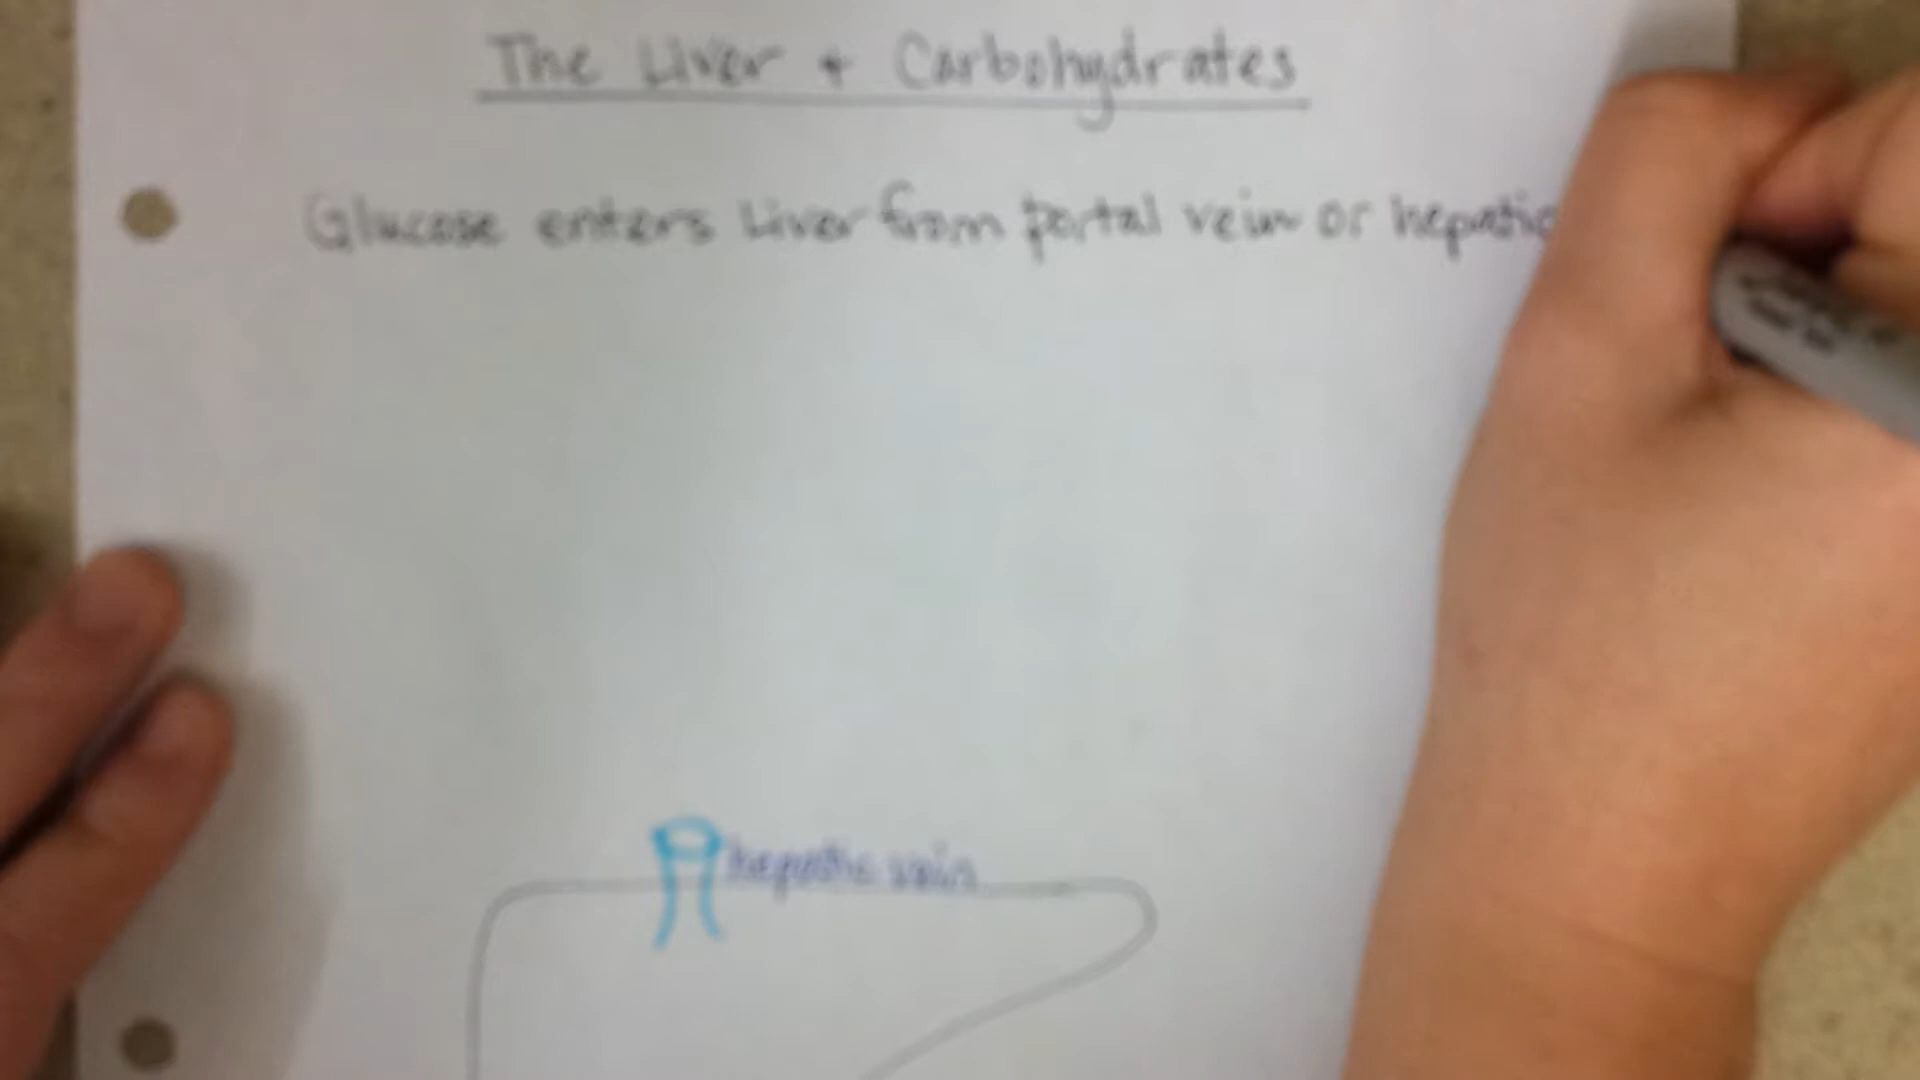 The Liver + Carbohydrates
Glucose enters Liver from portal vein or hepatic
hepatic vein